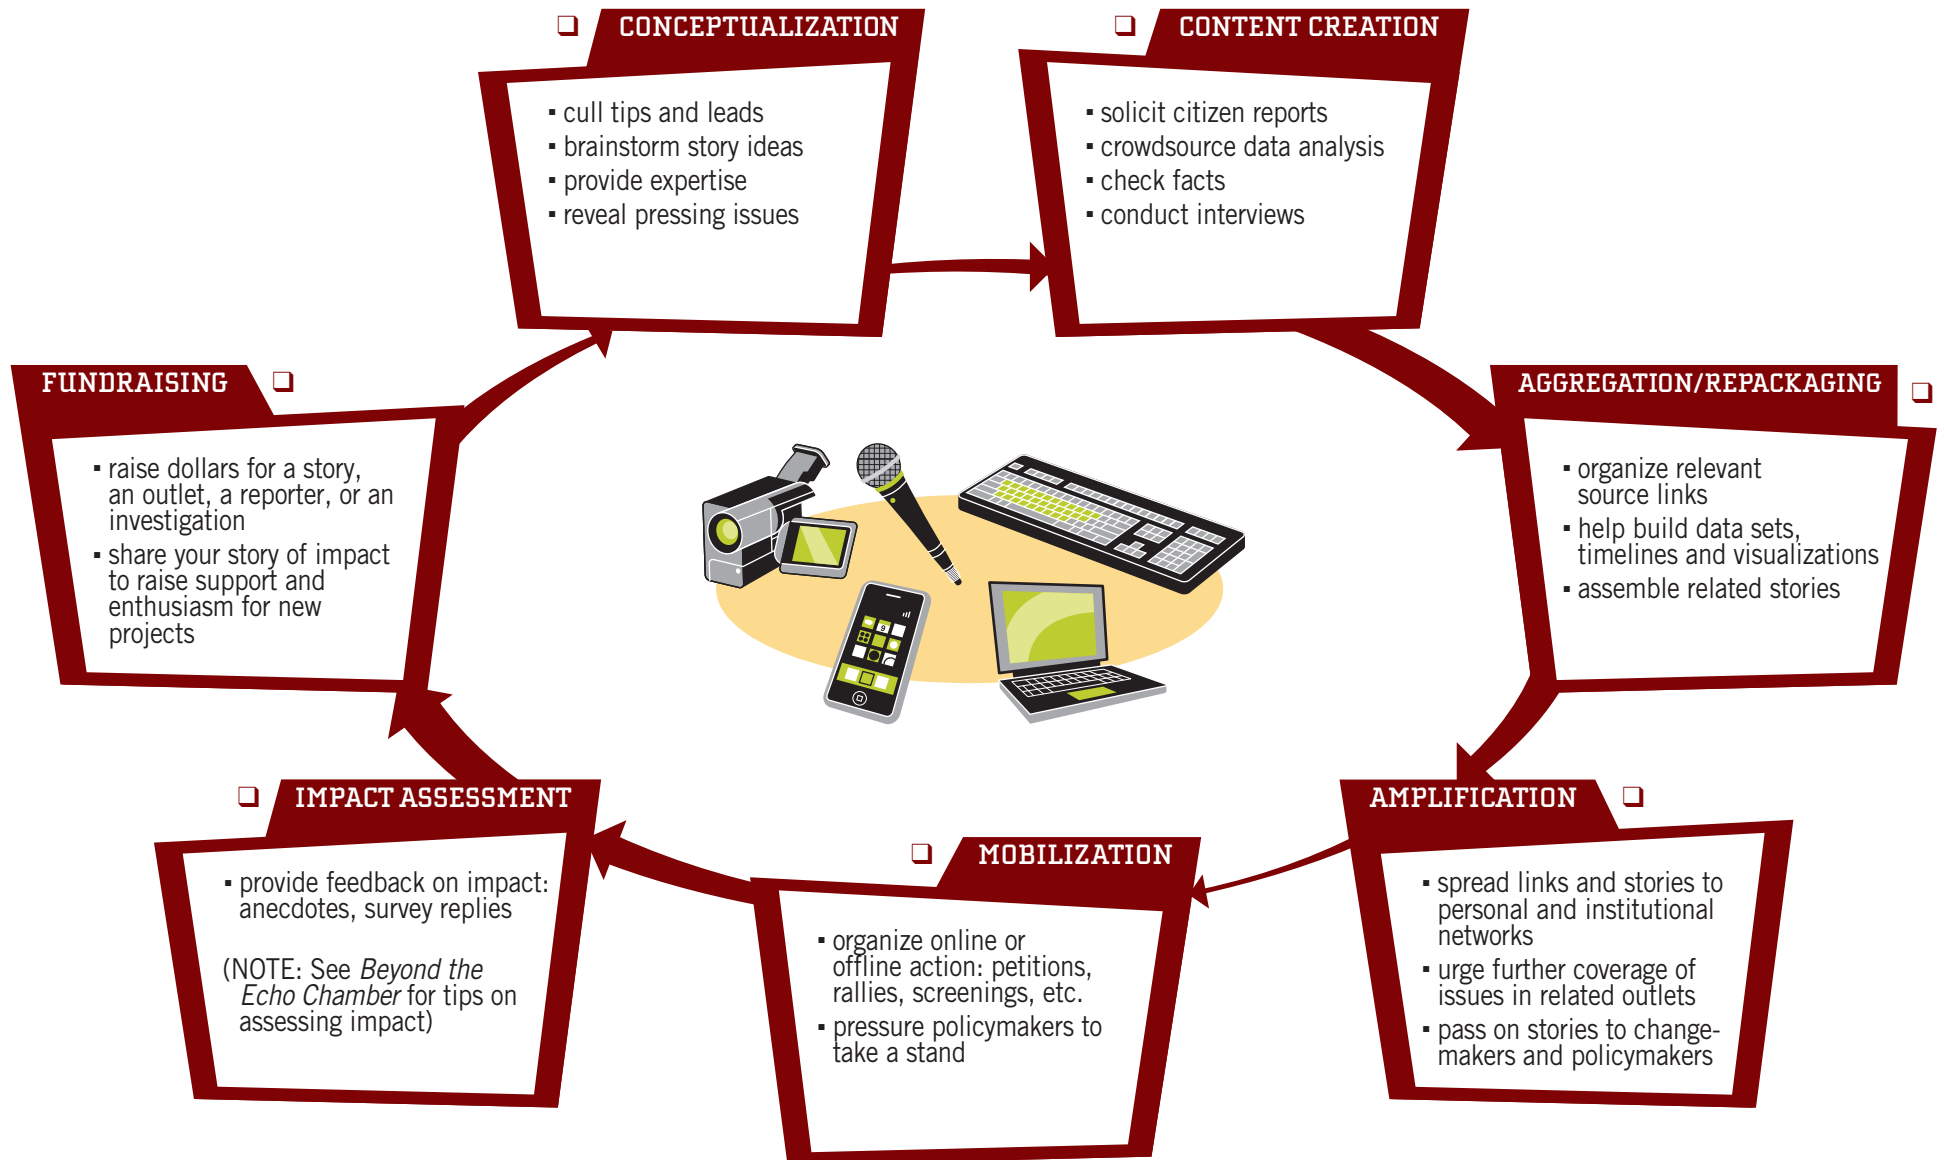 ❑ CONCEPTUALIZATION
▪ cull tips and leads
▪ brainstorm story ideas
▪ provide expertise
▪ reveal pressing issues
❑ CONTENT CREATION
▪ solicit citizen reports
▪ crowdsource data analysis
▪ check facts
▪ conduct interviews
AGGREGATION/REPACKAGING ❑
▪ organize relevant
source links
▪ help build data sets,
timelines and visualizations
▪ assemble related stories
AMPLIFICATION ❑
▪ spread links and stories to
personal and institutional
networks
▪ urge further coverage of
issues in related outlets
▪ pass on stories to change-
makers and policymakers
❑ MOBILIZATION
▪ organize online or
offline action: petitions,
rallies, screenings, etc.
▪ pressure policymakers to
take a stand
❑ IMPACT ASSESSMENT
▪ provide feedback on impact:
anecdotes, survey replies
(NOTE: See Beyond the
Echo Chamber for tips on
assessing impact)
FUNDRAISING ❑
▪ raise dollars for a story,
an outlet, a reporter, or an
investigation
▪ share your story of impact
to raise support and
enthusiasm for new
projects
9